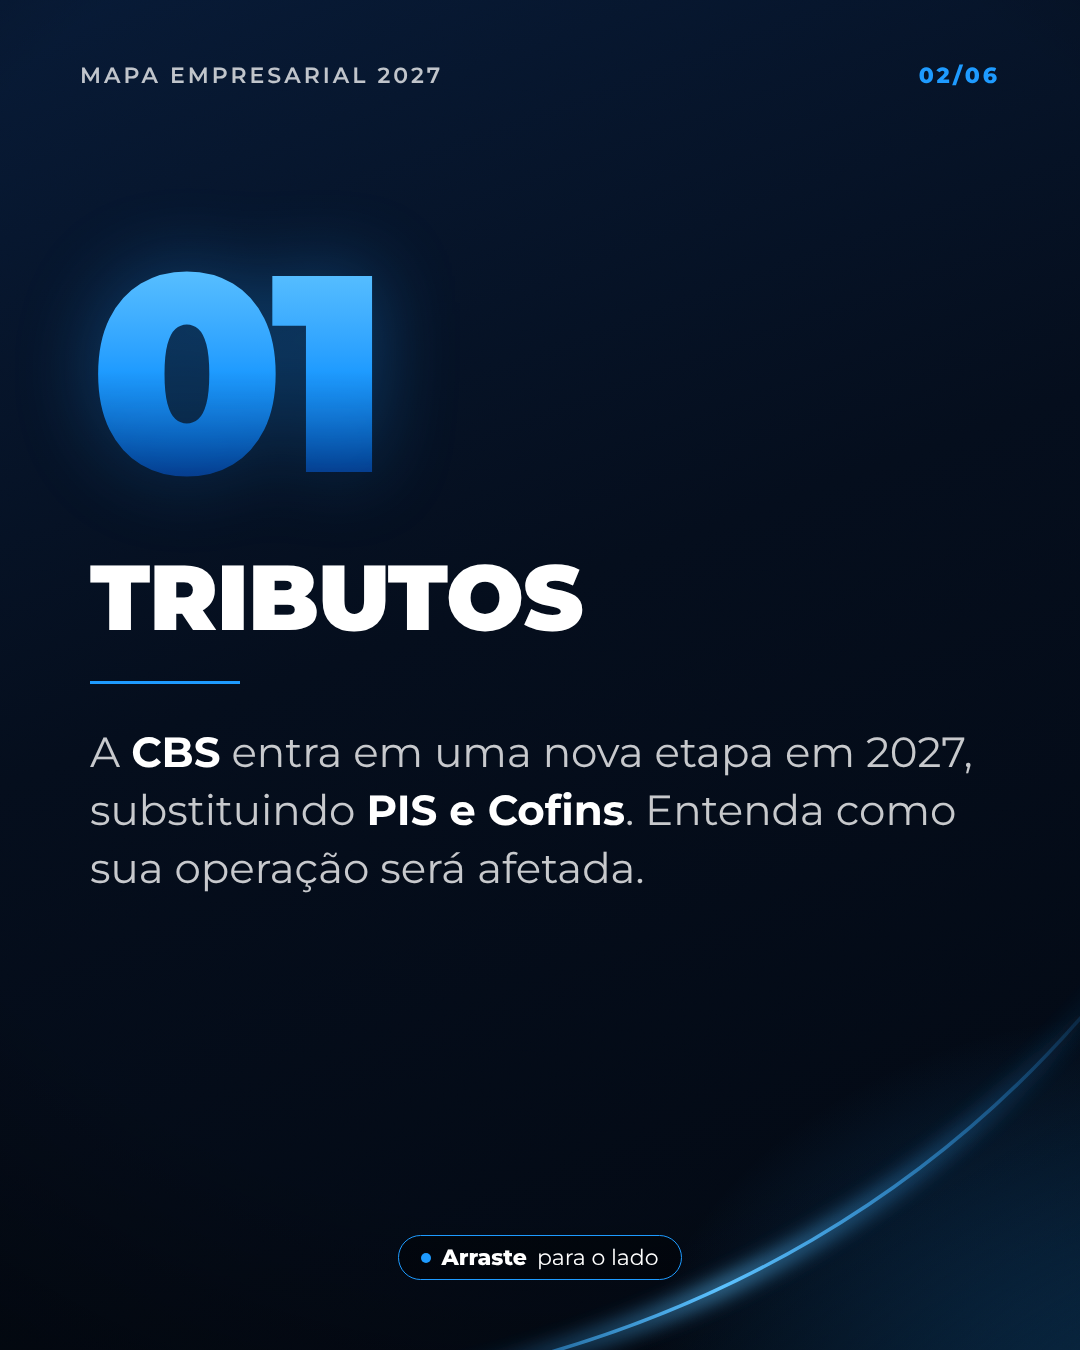 MAPA EMPRESARIAL 2027
02/06
01
TRIBUTOS
A CBS entra em uma nova etapa em 2027,
substituindo PIS e Cofins. Entenda como
sua operação será afetada.
Arraste para o lado